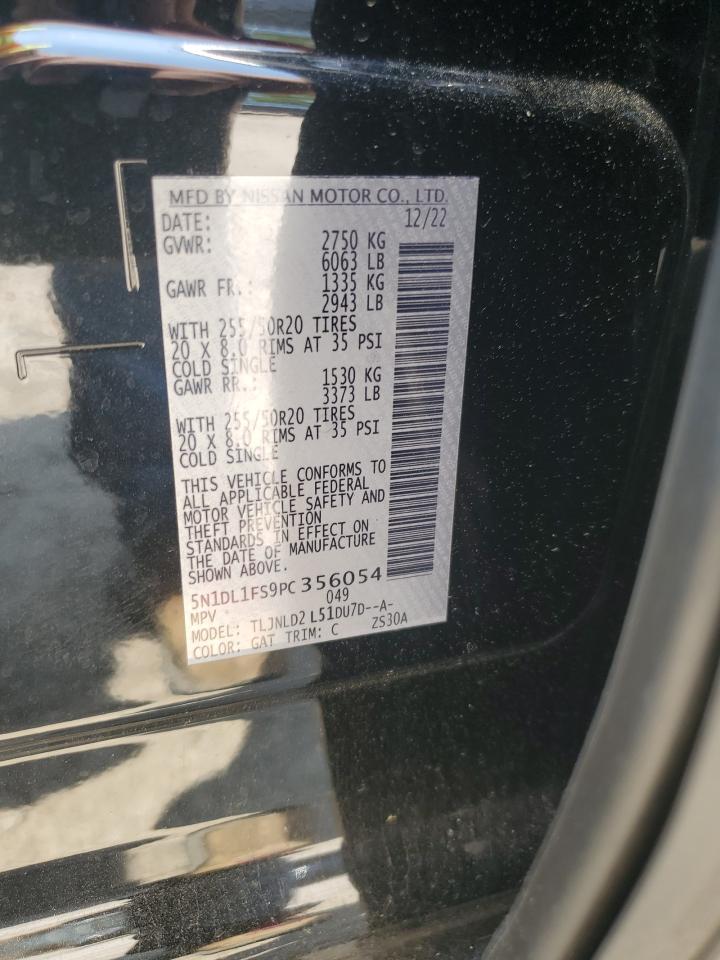 MFD BY NISSAN MOTOR CO., LTD.
DATE: 12/22
GVWR: 2750 KG
6063 LB
GAWR FR.: 1335 KG
2943 LB
WITH 255/50R20 TIRES
20 X 8.0 RIMS AT 35 PSI
COLD SINGLE
GAWR RR.: 1530 KG
3373 LB
WITH 255/50R20 TIRES
20 X 8.0 RIMS AT 35 PSI
COLD SINGLE
THIS VEHICLE CONFORMS TO
ALL APPLICABLE FEDERAL
MOTOR VEHICLE SAFETY AND
THEFT PREVENTION
STANDARDS IN EFFECT ON
THE DATE OF MANUFACTURE
SHOWN ABOVE.
5N1DL1FS9PC356054
MPV 049
MODEL: TLJNLD2 L51DU7D--A-
COLOR: GAT TRIM: C ZS30A